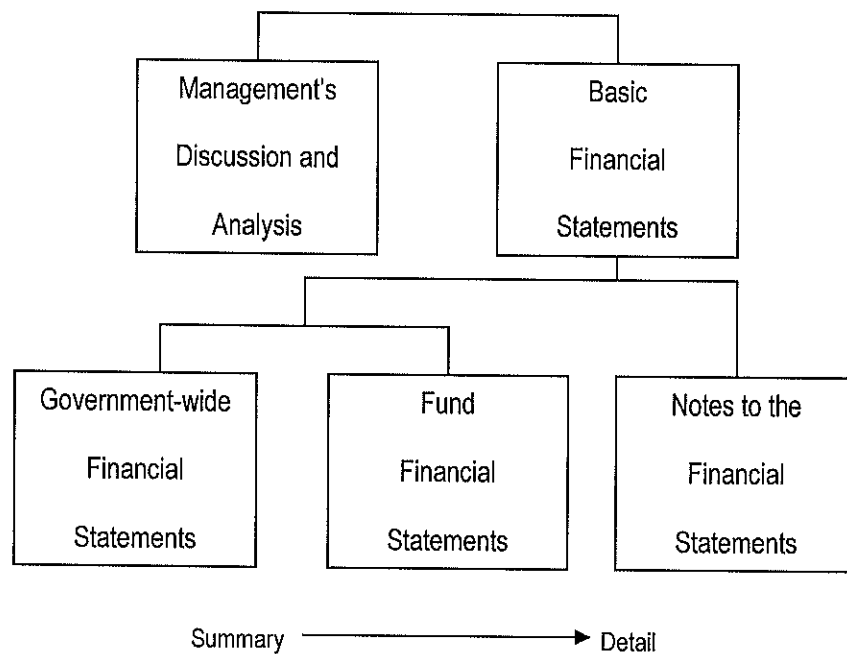 Management's
Discussion and
Analysis
Basic
Financial
Statements
Government-wide
Financial
Statements
Fund
Financial
Statements
Notes to the
Financial
Statements
Summary
Detail